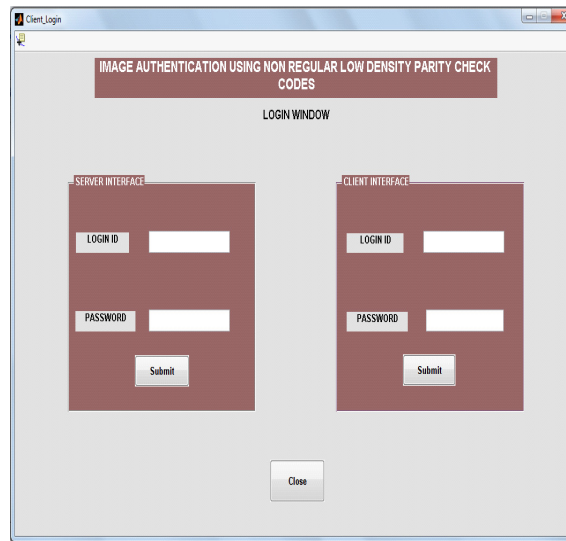 Client_Login
IMAGE AUTHENTICATION USING NON REGULAR LOW DENSITY PARITY CHECK
CODES
LOGIN WINDOW
SERVER INTERFACE
LOGIN ID
PASSWORD
Submit
CLIENT INTERFACE
LOGIN ID
PASSWORD
Submit
Close